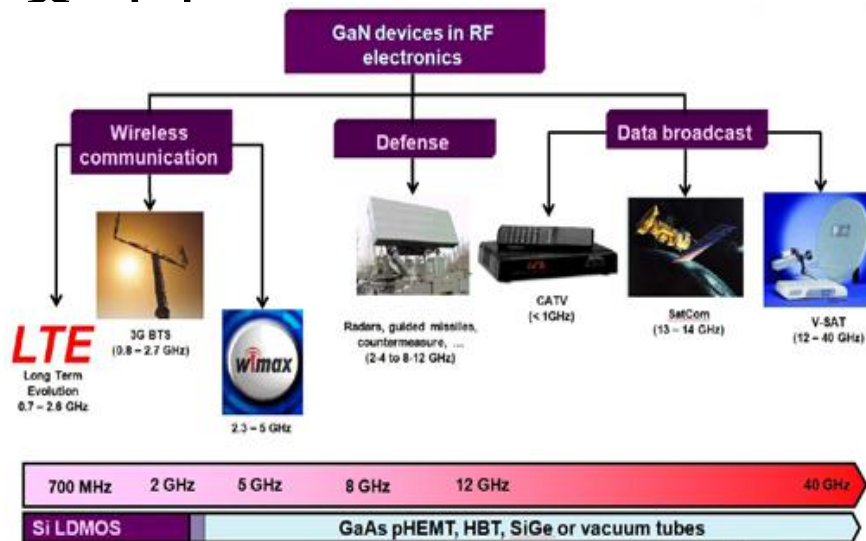 GaN devices in RF
electronics
Wireless
communication
Defense
Data broadcast
LTE
Long Term
Evolution
0.7 – 2.6 GHz
3G BTS
(0.8 – 2.7 GHz)
wimax
2.3 – 5 GHz
Radars, guided missiles,
countermeasure, ...
(2-4 to 8-12 GHz)
CATV
(< 1GHz)
SatCom
(13 – 14 GHz)
V-SAT
(12 – 40 GHz)
700 MHz 2 GHz 5 GHz 8 GHz 12 GHz 40 GHz
Si LDMOS GaAs pHEMT, HBT, SiGe or vacuum tubes